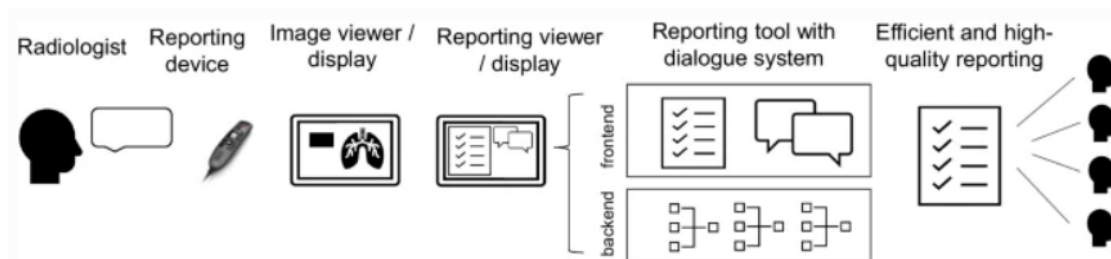 Radiologist
Reporting
device
Image viewer /
display
Reporting viewer
/ display
Reporting tool with
dialogue system
Efficient and high-
quality reporting
frontend
backend